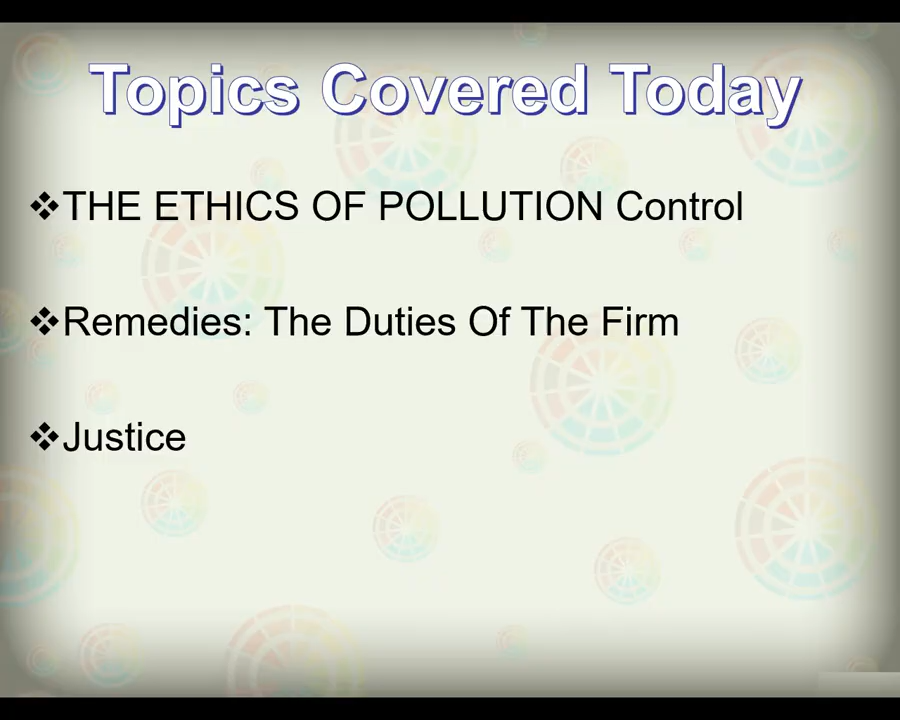 Topics Covered Today
❖THE ETHICS OF POLLUTION Control
❖Remedies: The Duties Of The Firm
❖Justice